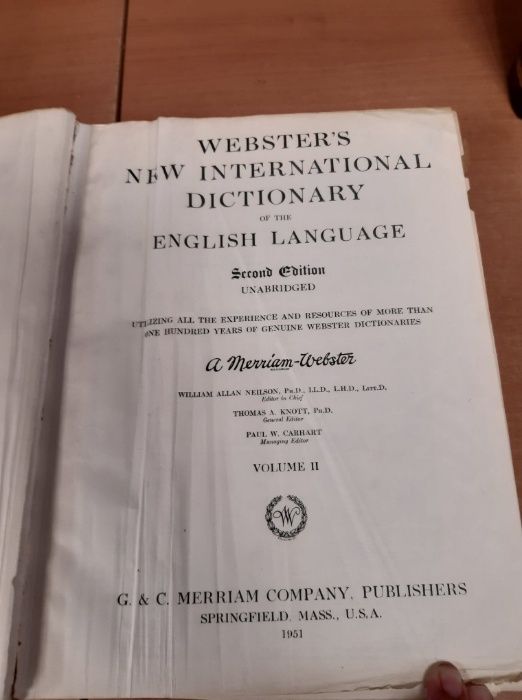 WEBSTER'S
NEW INTERNATIONAL
DICTIONARY
OF THE
ENGLISH LANGUAGE
Second Edition
UNABRIDGED
UTILIZING ALL THE EXPERIENCE AND RESOURCES OF MORE THAN
ONE HUNDRED YEARS OF GENUINE WEBSTER DICTIONARIES
A Merriam-Webster
WILLIAM ALLAN NEILSON, PH.D., LL.D., L.H.D., LITT.D.
Editor in Chief
THOMAS A. KNOTT, PH.D.
General Editor
PAUL W. CARHART
Managing Editor
VOLUME II
W
G. & C. MERRIAM COMPANY, PUBLISHERS
SPRINGFIELD, MASS., U.S.A.
1951